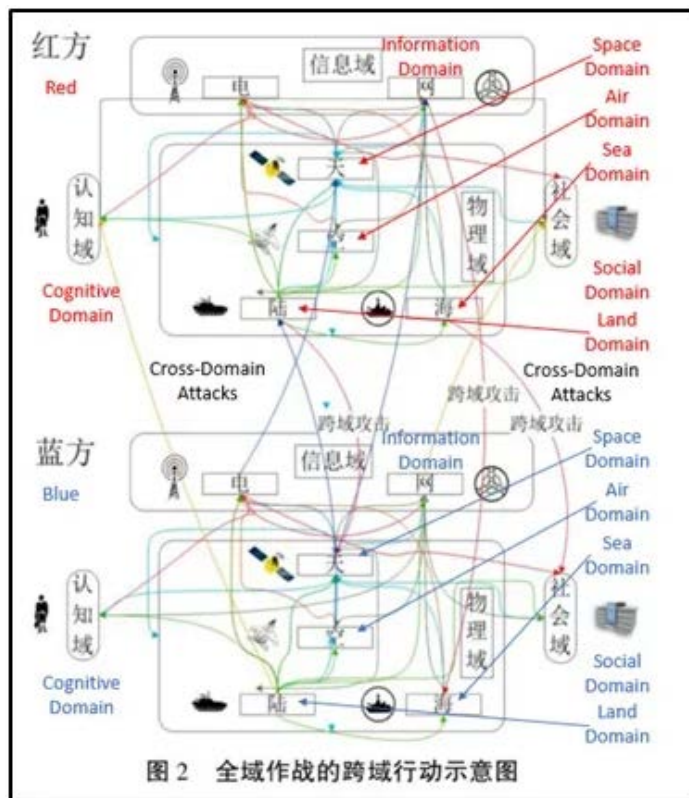 红方
Red
信息域
Information
Domain
电
网
Space
Domain
Air
Domain
Sea
Domain
认知域
天
空
物理域
社会域
Cognitive
Domain
Social
Domain
陆
海
Land
Domain
Cross-Domain
Attacks
Cross-Domain
Attacks
跨域攻击
跨域攻击
跨域攻击
蓝方
Blue
信息域
Information
Domain
电
网
Space
Domain
Air
Domain
Sea
Domain
认知域
天
空
物理域
社会域
Cognitive
Domain
Social
Domain
陆
海
Land
Domain
图 2 全域作战的跨域行动示意图